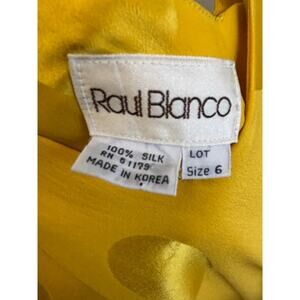 Raul Blanco
100% SILK
RN 61179
MADE IN KOREA
LOT
Size 6